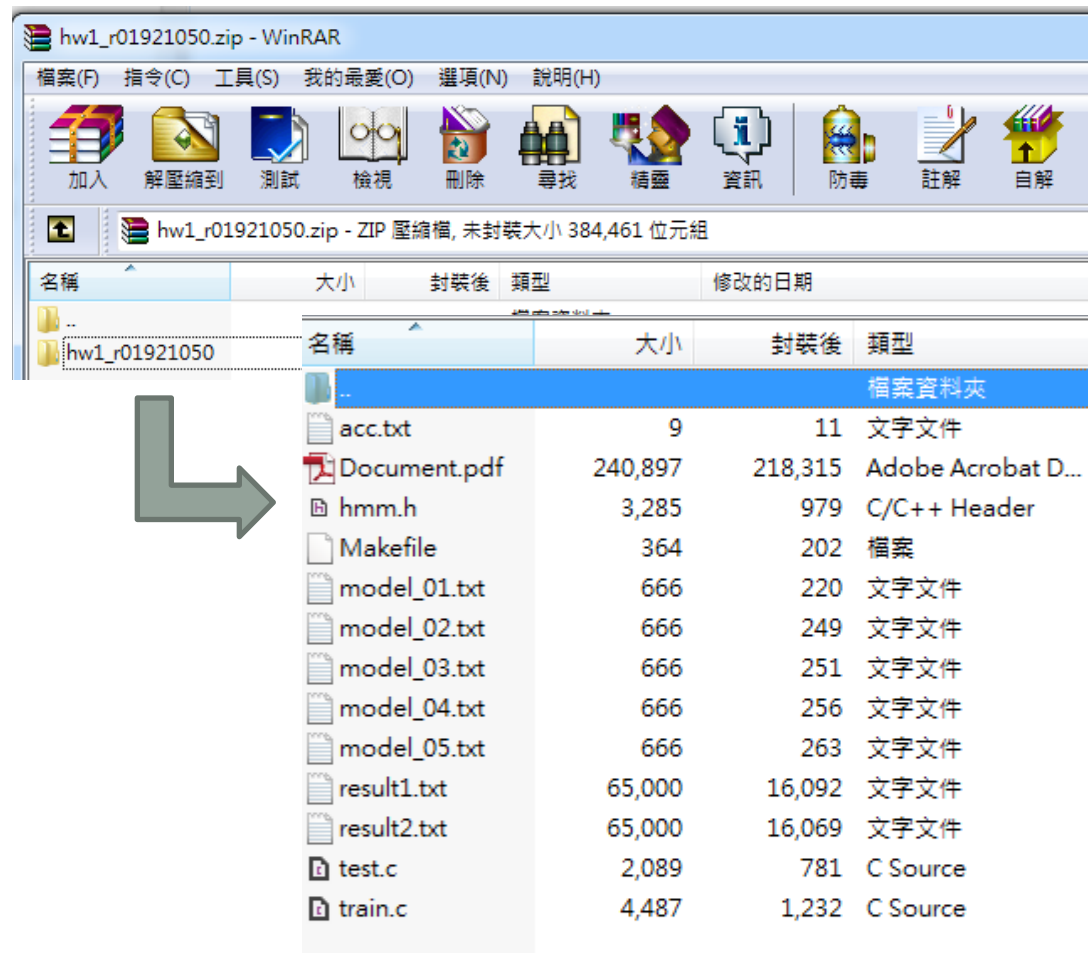 hw1_r01921050.zip - WinRAR
檔案(F) 指令(C) 工具(S) 我的最愛(O) 選項(N) 說明(H)
加入 解壓縮到 測試 檢視 刪除 尋找 精靈 資訊 防毒 註解 自解
hw1_r01921050.zip - ZIP 壓縮檔, 未封裝大小 384,461 位元組
名稱 大小 封裝後 類型 修改的日期
..
hw1_r01921050
名稱 大小 封裝後 類型
.. 檔案資料夾
acc.txt 9 11 文字文件
Document.pdf 240,897 218,315 Adobe Acrobat D...
hmm.h 3,285 979 C/C++ Header
Makefile 364 202 檔案
model_01.txt 666 220 文字文件
model_02.txt 666 249 文字文件
model_03.txt 666 251 文字文件
model_04.txt 666 256 文字文件
model_05.txt 666 263 文字文件
result1.txt 65,000 16,092 文字文件
result2.txt 65,000 16,069 文字文件
test.c 2,089 781 C Source
train.c 4,487 1,232 C Source